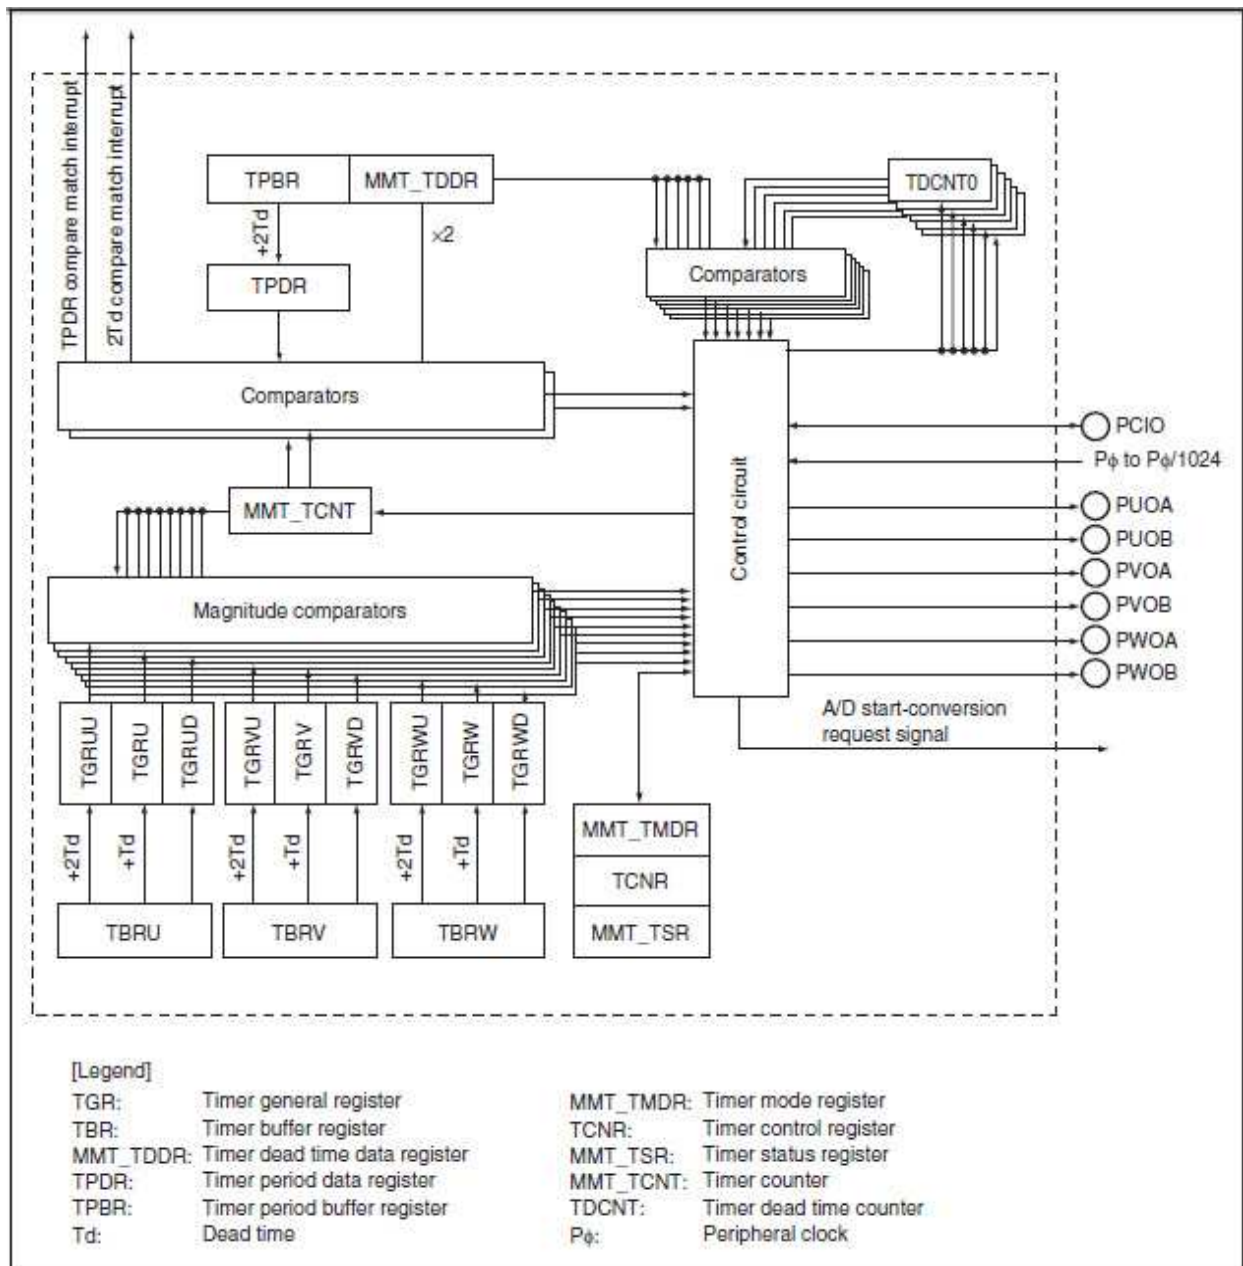 TPDR compare match interrupt
2Td compare match interrupt
TPBR
MMT_TDDR
TDCNT0
+2Td
×2
Comparators
TPDR
Comparators
PCIO
Pϕ to Pϕ/1024
MMT_TCNT
Control circuit
PUOA
PUOB
PVOA
Magnitude comparators
PVOB
PWOA
PWOB
TGRUU
TGRU
TGRUD
TGRVU
TGRV
TGRVD
TGRWU
TGRW
TGRWD
A/D start-conversion
request signal
+2Td
+Td
+2Td
+Td
+2Td
+Td
MMT_TMDR
TCNR
MMT_TSR
TBRU
TBRV
TBRW
[Legend]
TGR: Timer general register
TBR: Timer buffer register
MMT_TDDR: Timer dead time data register
TPDR: Timer period data register
TPBR: Timer period buffer register
Td: Dead time
MMT_TMDR: Timer mode register
TCNR: Timer control register
MMT_TSR: Timer status register
MMT_TCNT: Timer counter
TDCNT: Timer dead time counter
Pϕ: Peripheral clock